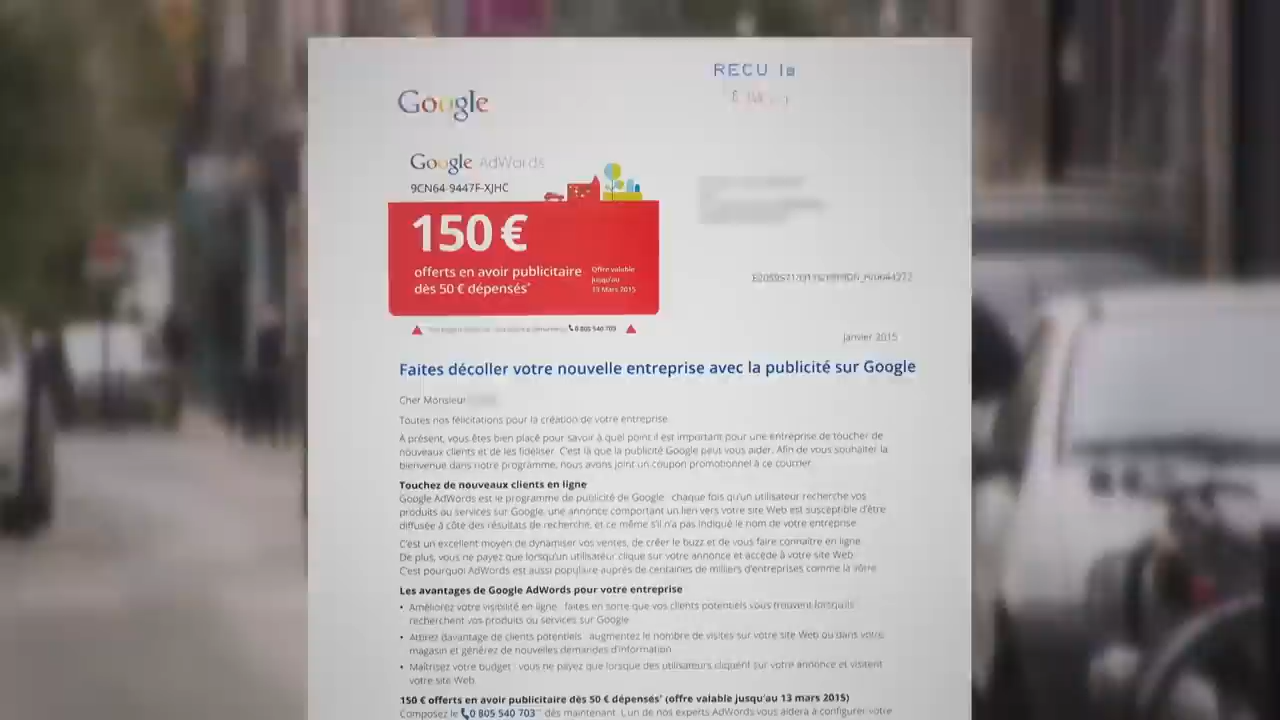 RECU le
Google
Google AdWords
9CN64-9447F-XJHC
150 €
offerts en avoir publicitaire
dès 50 € dépensés*
Offre valable
jusqu'au
13 Mars 2015
0 805 540 703
Janvier 2015
Faites décoller votre nouvelle entreprise avec la publicité sur Google
Cher Monsieur
Toutes nos félicitations pour la création de votre entreprise.
À présent, vous êtes bien placé pour savoir à quel point il est important pour une entreprise de toucher de
nouveaux clients et de les fidéliser. C'est là que la publicité Google peut vous aider. Afin de vous souhaiter la
bienvenue dans notre programme, nous avons joint un coupon promotionnel à ce courrier.
Touchez de nouveaux clients en ligne
Google AdWords est le programme de publicité de Google : chaque fois qu'un utilisateur recherche vos
produits ou services sur Google, une annonce comportant un lien vers votre site Web est susceptible d'être
diffusée à côté des résultats de recherche, et ce même s'il n'a pas indiqué le nom de votre entreprise.
C'est un excellent moyen de dynamiser vos ventes, de créer le buzz et de vous faire connaître en ligne.
De plus, vous ne payez que lorsqu'un utilisateur clique sur votre annonce et accède à votre site Web.
C'est pourquoi AdWords est aussi populaire auprès de centaines de milliers d'entreprises comme la vôtre.
Les avantages de Google AdWords pour votre entreprise
• Améliorez votre visibilité en ligne : faites en sorte que vos clients potentiels vous trouvent lorsqu'ils
recherchent vos produits ou services sur Google.
• Attirez davantage de clients potentiels : augmentez le nombre de visites sur votre site Web ou dans votre
magasin et générez de nouvelles demandes d'information.
• Maîtrisez votre budget : vous ne payez que lorsque des utilisateurs cliquent sur votre annonce et visitent
votre site Web.
150 € offerts en avoir publicitaire dès 50 € dépensés* (offre valable jusqu'au 13 mars 2015)
Composez le 0 805 540 703 dès maintenant. L'un de nos experts AdWords vous aidera à configurer votre